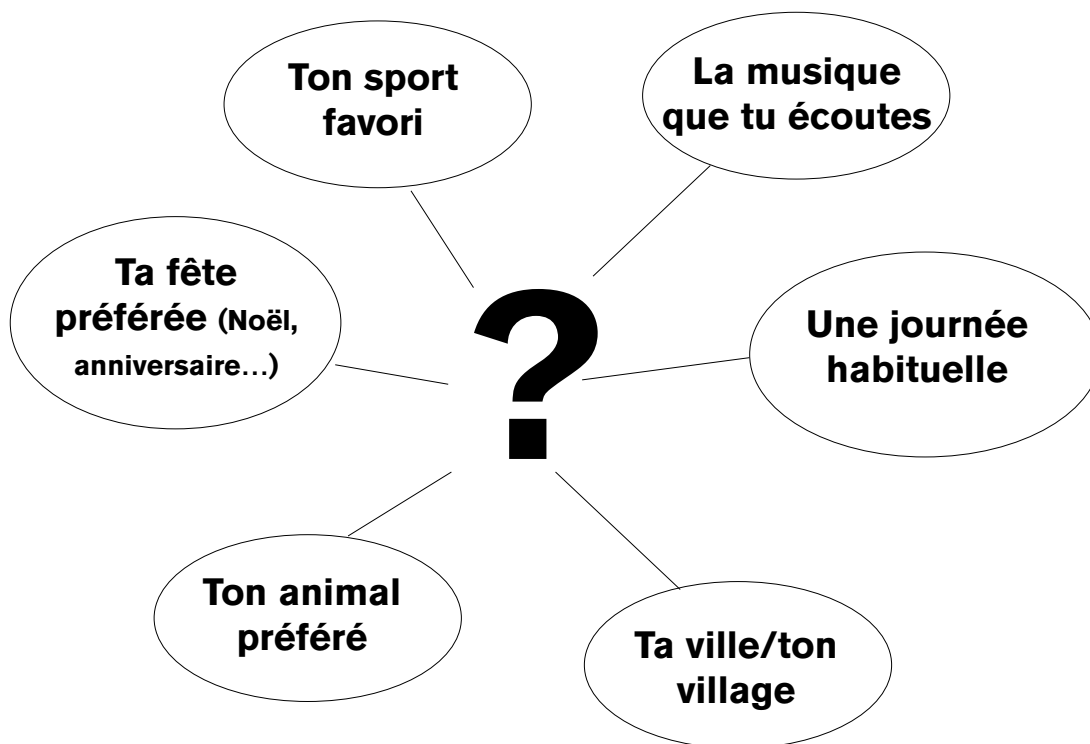 Ton sport
favori
La musique
que tu écoutes
Ta fête
préférée (Noël,
anniversaire...)
Une journée
habituelle
?
Ton animal
préféré
Ta ville/ton
village